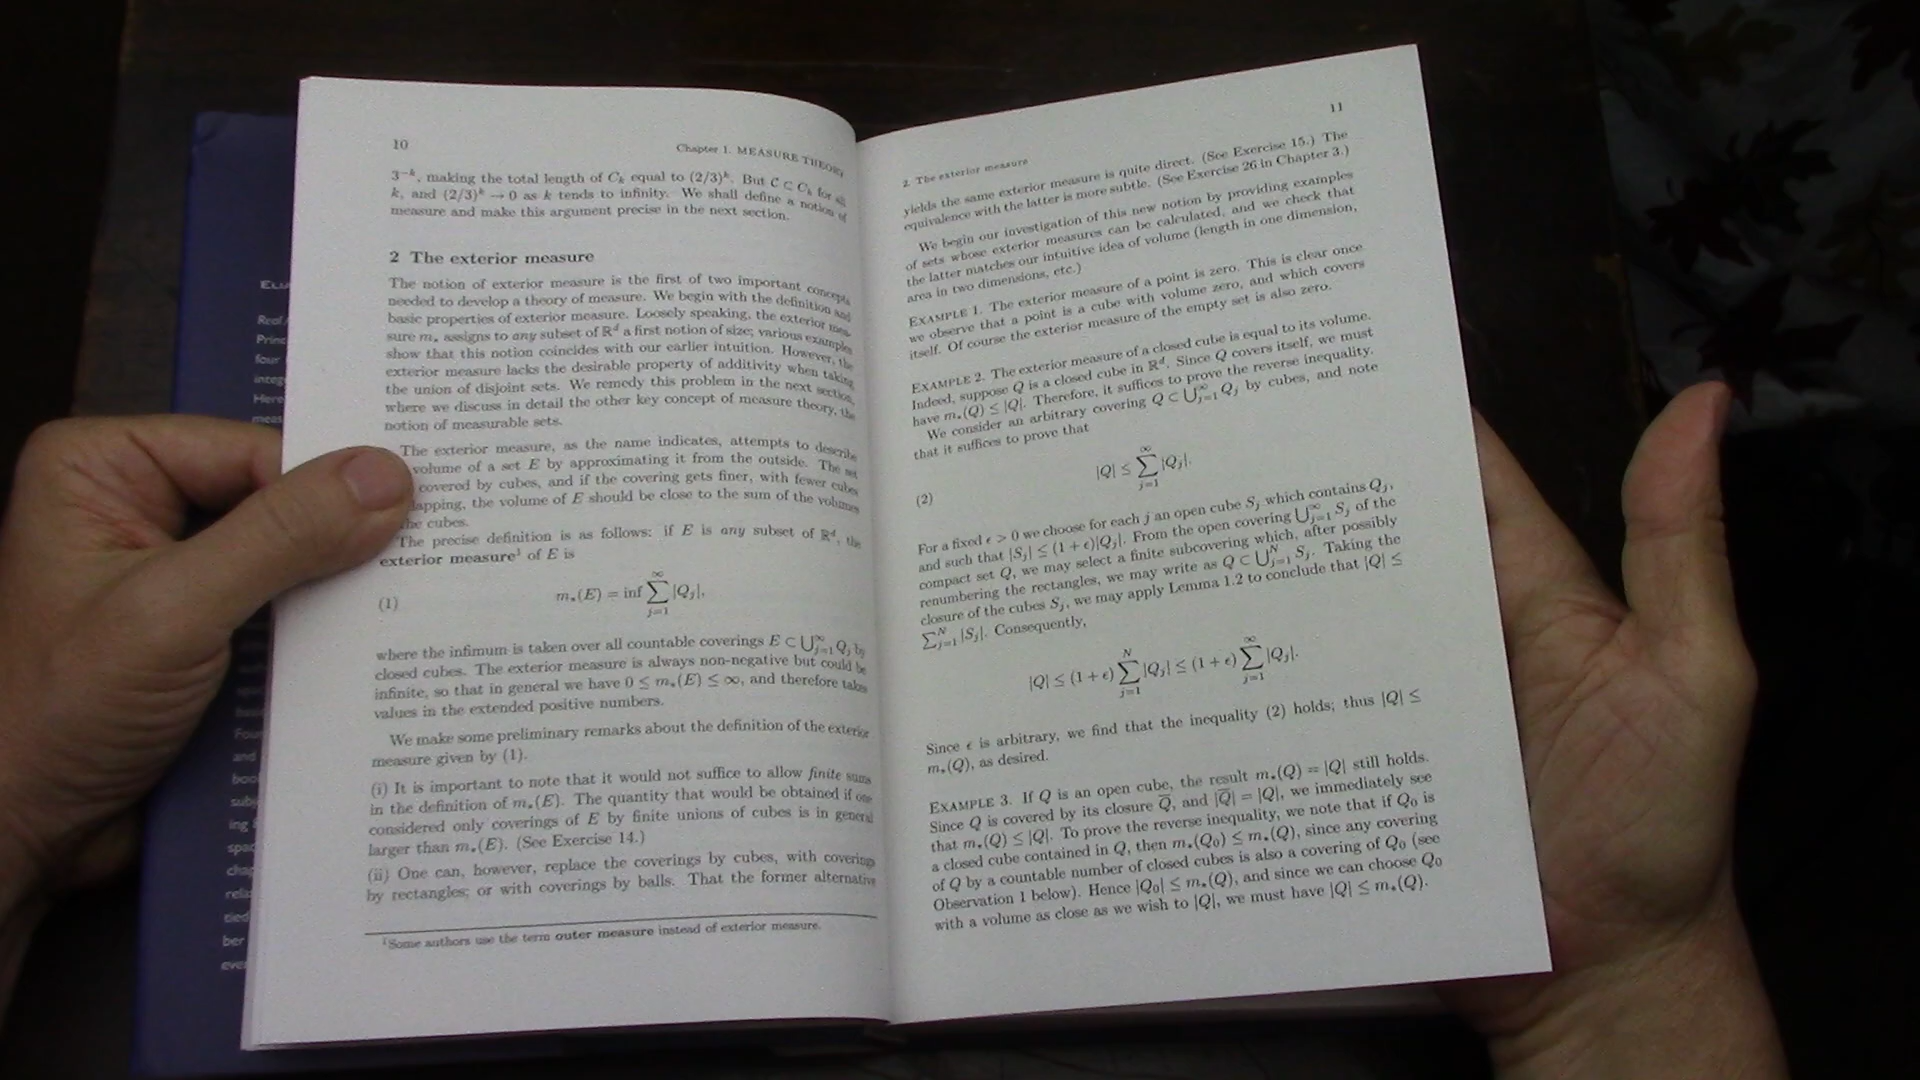 10
Chapter 1. MEASURE THEORY
3^{-k}, making the total length of C_k equal to (2/3)^k. But C ⊂ C_k for all
k, and (2/3)^k → 0 as k tends to infinity. We shall define a notion of
measure and make this argument precise in the next section.
2 The exterior measure
The notion of exterior measure is the first of two important concepts
needed to develop a theory of measure. We begin with the definition and
basic properties of exterior measure. Loosely speaking, the exterior mea-
sure m_* assigns to any subset of ℝ^d a first notion of size; various examples
show that this notion coincides with our earlier intuition. However, the
exterior measure lacks the desirable property of additivity when taking
the union of disjoint sets. We remedy this problem in the next section,
where we discuss in detail the other key concept of measure theory, the
notion of measurable sets.
The exterior measure, as the name indicates, attempts to describe
volume of a set E by approximating it from the outside. The set
covered by cubes, and if the covering gets finer, with fewer cubes
lapping, the volume of E should be close to the sum of the volumes
the cubes.
The precise definition is as follows: if E is any subset of ℝ^d, the
exterior measure¹ of E is
(1) m_*(E) = inf ∑_{j=1}^∞ |Q_j|,
where the infimum is taken over all countable coverings E ⊂ ⋃_{j=1}^∞ Q_j by
closed cubes. The exterior measure is always non-negative but could be
infinite, so that in general we have 0 ≤ m_*(E) ≤ ∞, and therefore takes
values in the extended positive numbers.
We make some preliminary remarks about the definition of the exterior
measure given by (1).
(i) It is important to note that it would not suffice to allow finite sums
in the definition of m_*(E). The quantity that would be obtained if one
considered only coverings of E by finite unions of cubes is in general
larger than m_*(E). (See Exercise 14.)
(ii) One can, however, replace the coverings by cubes, with coverings
by rectangles; or with coverings by balls. That the former alternative
¹Some authors use the term outer measure instead of exterior measure.
2. The exterior measure
11
yields the same exterior measure is quite direct. (See Exercise 15.) The
equivalence with the latter is more subtle. (See Exercise 26 in Chapter 3.)
We begin our investigation of this new notion by providing examples
of sets whose exterior measures can be calculated, and we check that
the latter matches our intuitive idea of volume (length in one dimension,
area in two dimensions, etc.)
EXAMPLE 1. The exterior measure of a point is zero. This is clear once
we observe that a point is a cube with volume zero, and which covers
itself. Of course the exterior measure of the empty set is also zero.
EXAMPLE 2. The exterior measure of a closed cube is equal to its volume.
Indeed, suppose Q is a closed cube in ℝ^d. Since Q covers itself, we must
have m_*(Q) ≤ |Q|. Therefore, it suffices to prove the reverse inequality.
We consider an arbitrary covering Q ⊂ ⋃_{j=1}^∞ Q_j by cubes, and note
that it suffices to prove that
(2) |Q| ≤ ∑_{j=1}^∞ |Q_j|.
For a fixed ϵ > 0 we choose for each j an open cube S_j which contains Q_j,
and such that |S_j| ≤ (1 + ϵ)|Q_j|. From the open covering ⋃_{j=1}^∞ S_j of the
compact set Q, we may select a finite subcovering which, after possibly
renumbering the rectangles, we may write as Q ⊂ ⋃_{j=1}^N S_j. Taking the
closure of the cubes S_j, we may apply Lemma 1.2 to conclude that |Q| ≤
∑_{j=1}^N |S_j|. Consequently,
|Q| ≤ (1 + ϵ) ∑_{j=1}^N |Q_j| ≤ (1 + ϵ) ∑_{j=1}^∞ |Q_j|.
Since ϵ is arbitrary, we find that the inequality (2) holds; thus |Q| ≤
m_*(Q), as desired.
EXAMPLE 3. If Q is an open cube, the result m_*(Q) = |Q| still holds.
Since Q is covered by its closure Q̅, and |Q̅| = |Q|, we immediately see
that m_*(Q) ≤ |Q|. To prove the reverse inequality, we note that if Q_0 is
a closed cube contained in Q, then m_*(Q_0) ≤ m_*(Q), since any covering
of Q by a countable number of closed cubes is also a covering of Q_0 (see
Observation 1 below). Hence |Q_0| ≤ m_*(Q), and since we can choose Q_0
with a volume as close as we wish to |Q|, we must have |Q| ≤ m_*(Q).